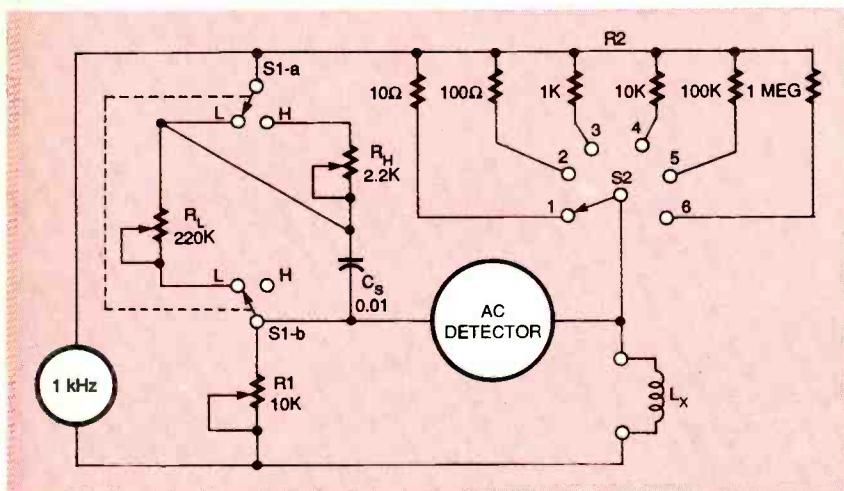 R2
S1-a
10Ω
100Ω
1K
10K
100K
1 MEG
L
H
R_H
2.2K
3
4
2
5
S2
1
6
R_L
220K
L
H
C_S
0.01
AC
DETECTOR
S1-b
1 kHz
R1
10K
L_X